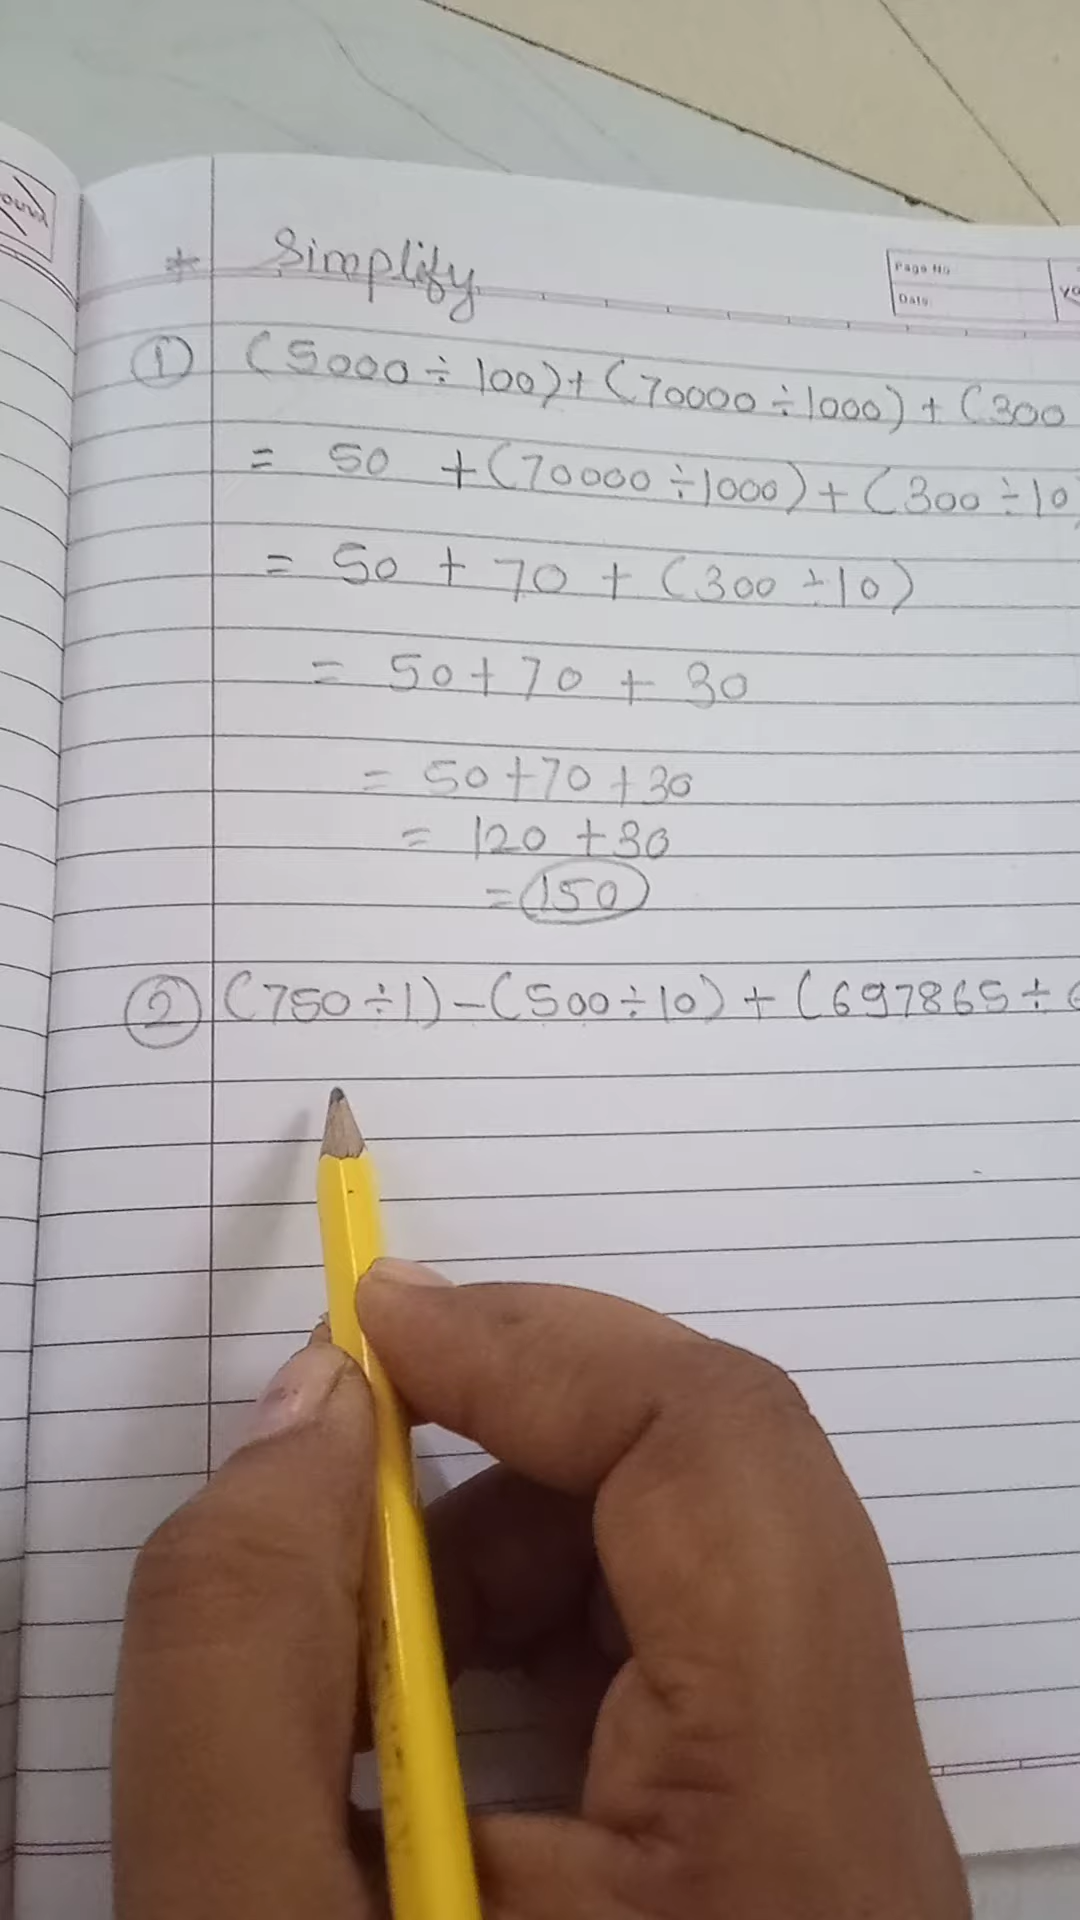 * Simplify
Page No
Date
① (5000÷100)+(70000÷1000)+(300
= 50 +(70000÷1000)+(300÷10)
= 50 + 70 + (300÷10)
= 50+70 + 30
= 50+70+30
= 120 +30
= 150
② (750÷1)-(500÷10)+(697865÷